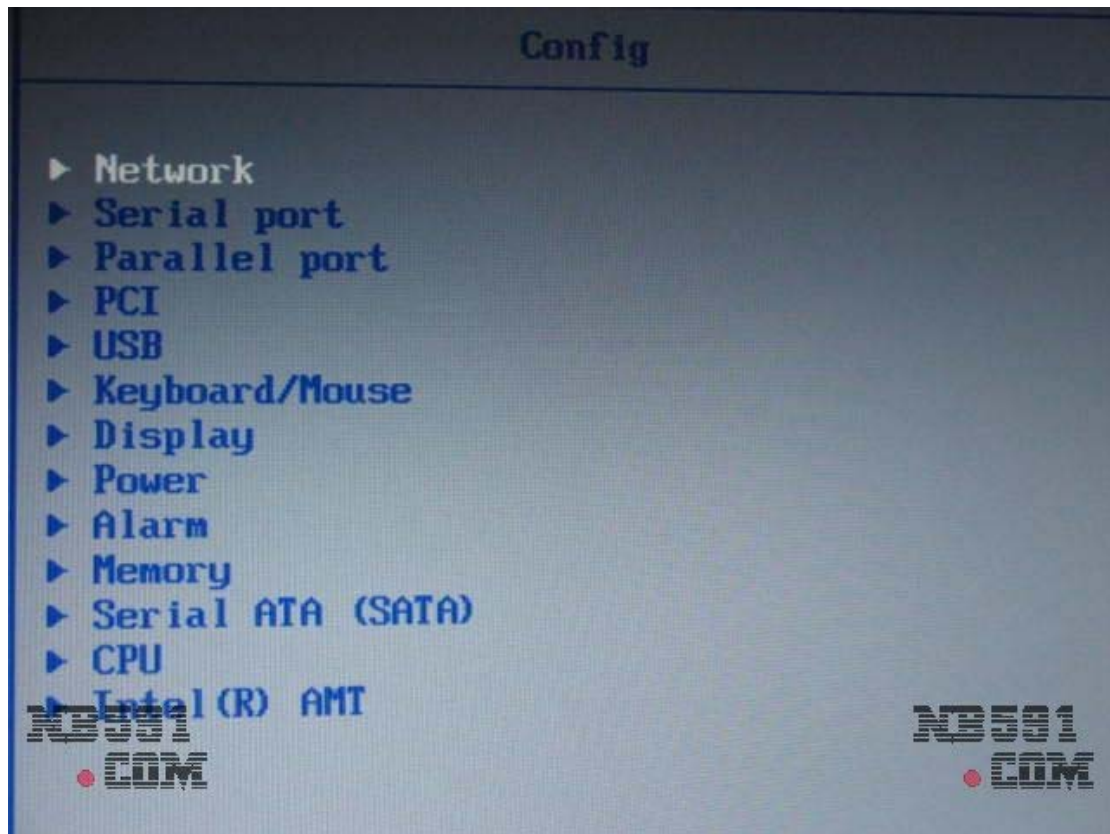 Config
Network
Serial port
Parallel port
PCI
USB
Keyboard/Mouse
Display
Power
Alarm
Memory
Serial ATA (SATA)
CPU
Intel(R) AMT
NB591
.COM
NB591
.COM